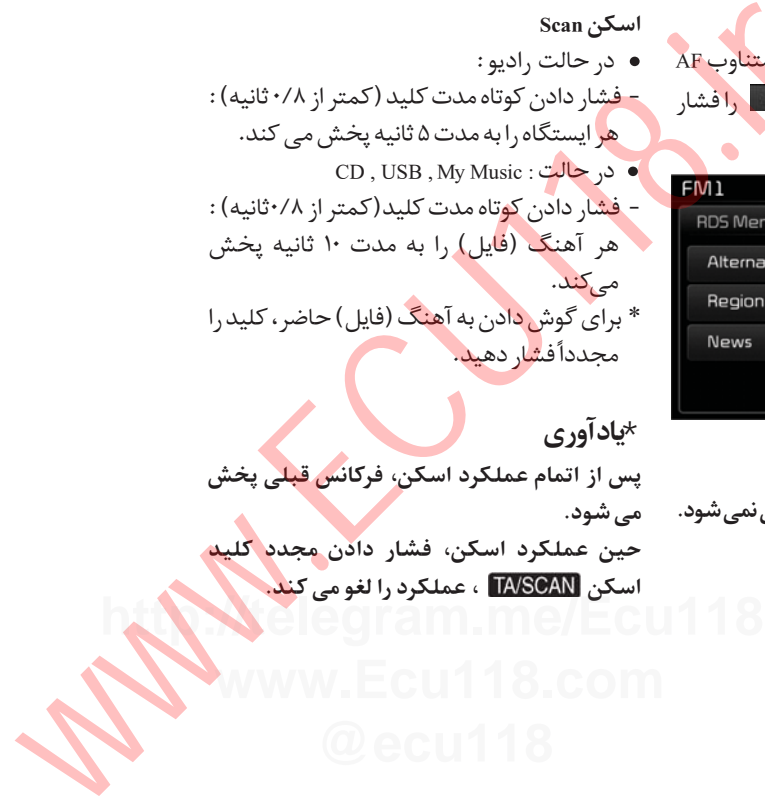 اسکن Scan
● در حالت رادیو :
- فشار دادن کوتاه مدت کلید (کمتر از ۰/۸ ثانیه) :
هر ایستگاه را به مدت ۵ ثانیه پخش می کند.
● در حالت : CD , USB , My Music
- فشار دادن کوتاه مدت کلید(کمتر از ۰/۸ثانیه) :
هر آهنگ (فایل) را به مدت ۱۰ ثانیه پخش
می‌کند.
* برای گوش دادن به آهنگ (فایل) حاضر، کلید را
مجدداً فشار دهید.
*یادآوری
پس از اتمام عملکرد اسکن، فرکانس قبلی پخش
می شود.
حین عملکرد اسکن، فشار دادن مجدد کلید
اسکن TA/SCAN ، عملکرد را لغو می کند.
متناوب AF
را فشار
FM1
RDS
News
نمی‌شود.
www.ECU118.ir
http://telegram.me/Ecu118
www.Ecu118.com
@ecu118